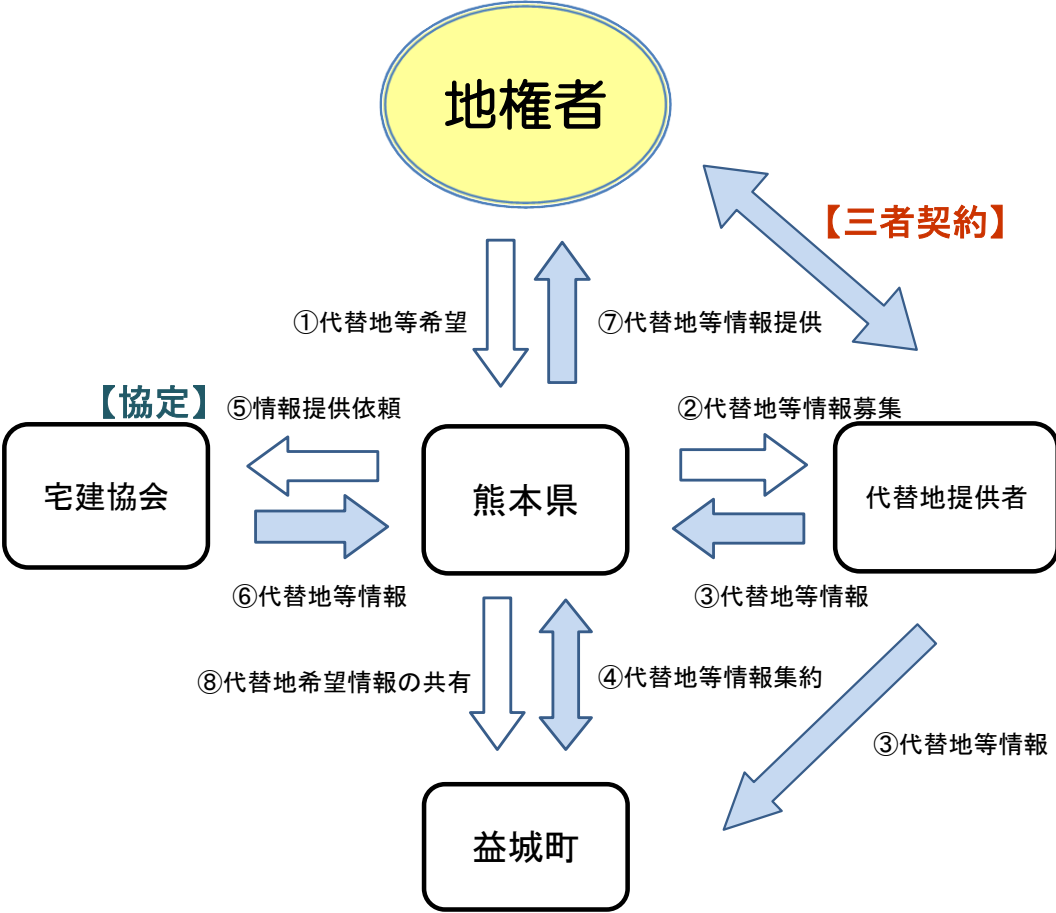 地権者
【三者契約】
①代替地等希望
⑦代替地等情報提供
【協定】
⑤情報提供依頼
②代替地等情報募集
宅建協会
熊本県
代替地提供者
⑥代替地等情報
③代替地等情報
⑧代替地希望情報の共有
④代替地等情報集約
③代替地等情報
益城町